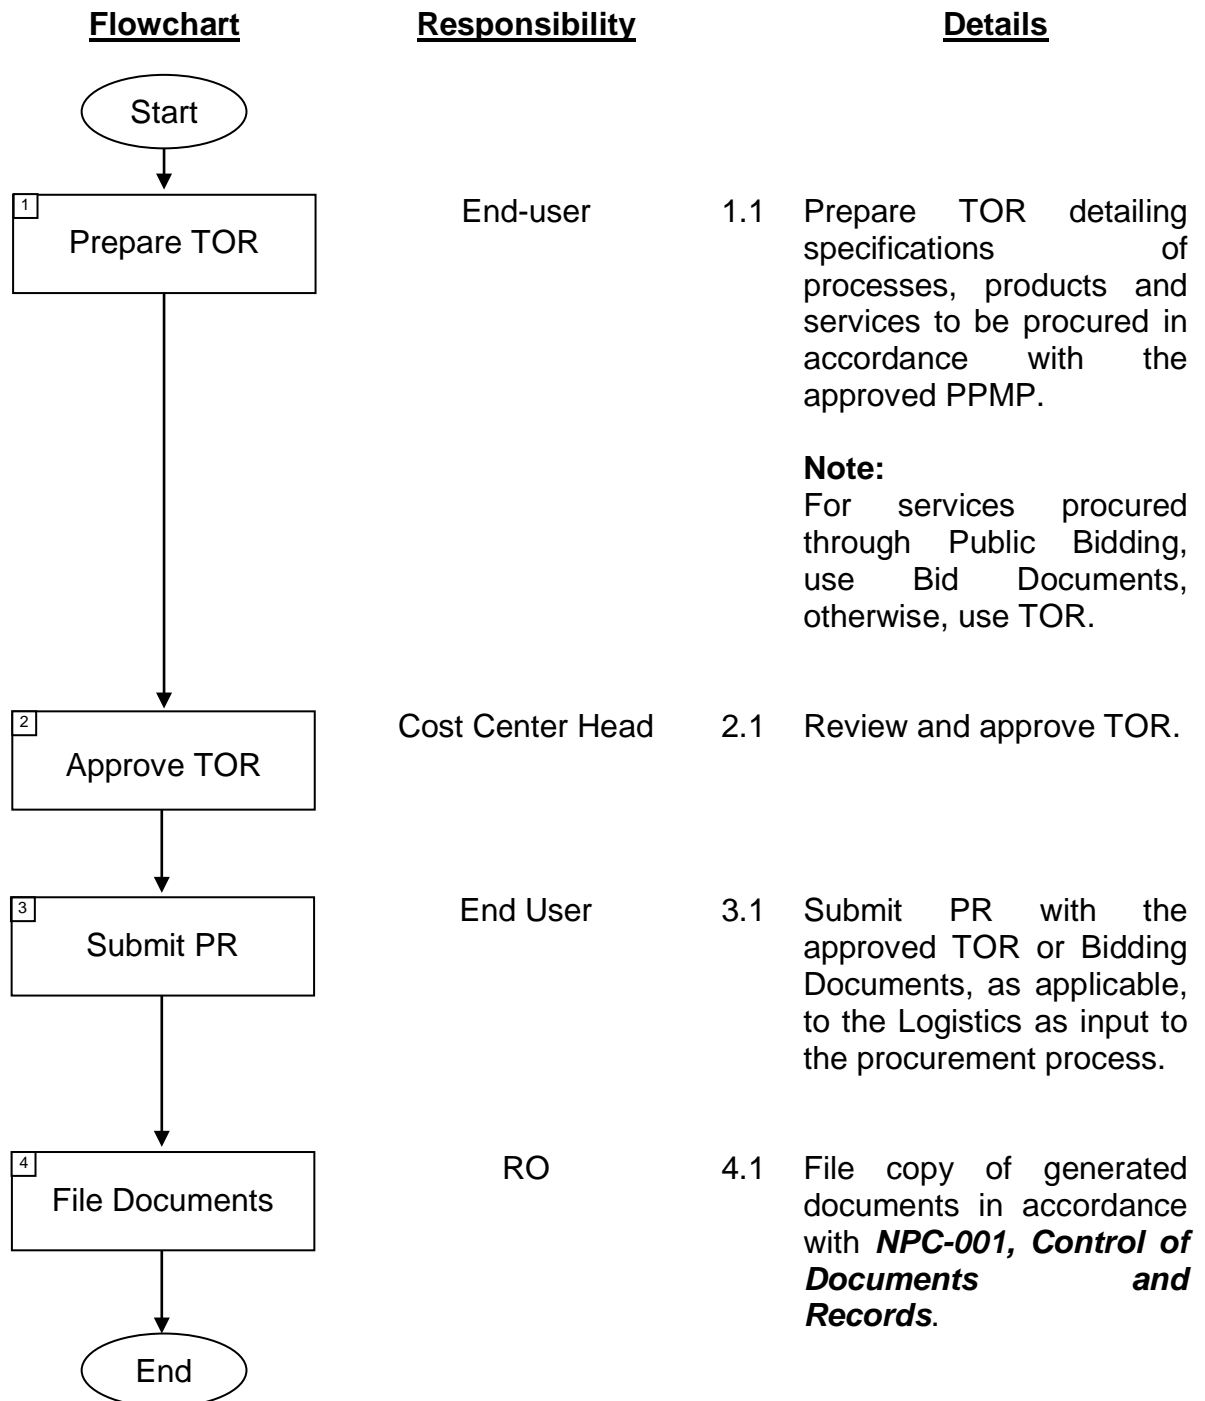 Flowchart Responsibility Details
Start
1
Prepare TOR
End-user
1.1 Prepare TOR detailing
specifications of
processes, products and
services to be procured in
accordance with the
approved PPMP.
Note:
For services procured
through Public Bidding,
use Bid Documents,
otherwise, use TOR.
2
Approve TOR
Cost Center Head
2.1 Review and approve TOR.
3
Submit PR
End User
3.1 Submit PR with the
approved TOR or Bidding
Documents, as applicable,
to the Logistics as input to
the procurement process.
4
File Documents
RO
4.1 File copy of generated
documents in accordance
with NPC-001, Control of
Documents and
Records.
End